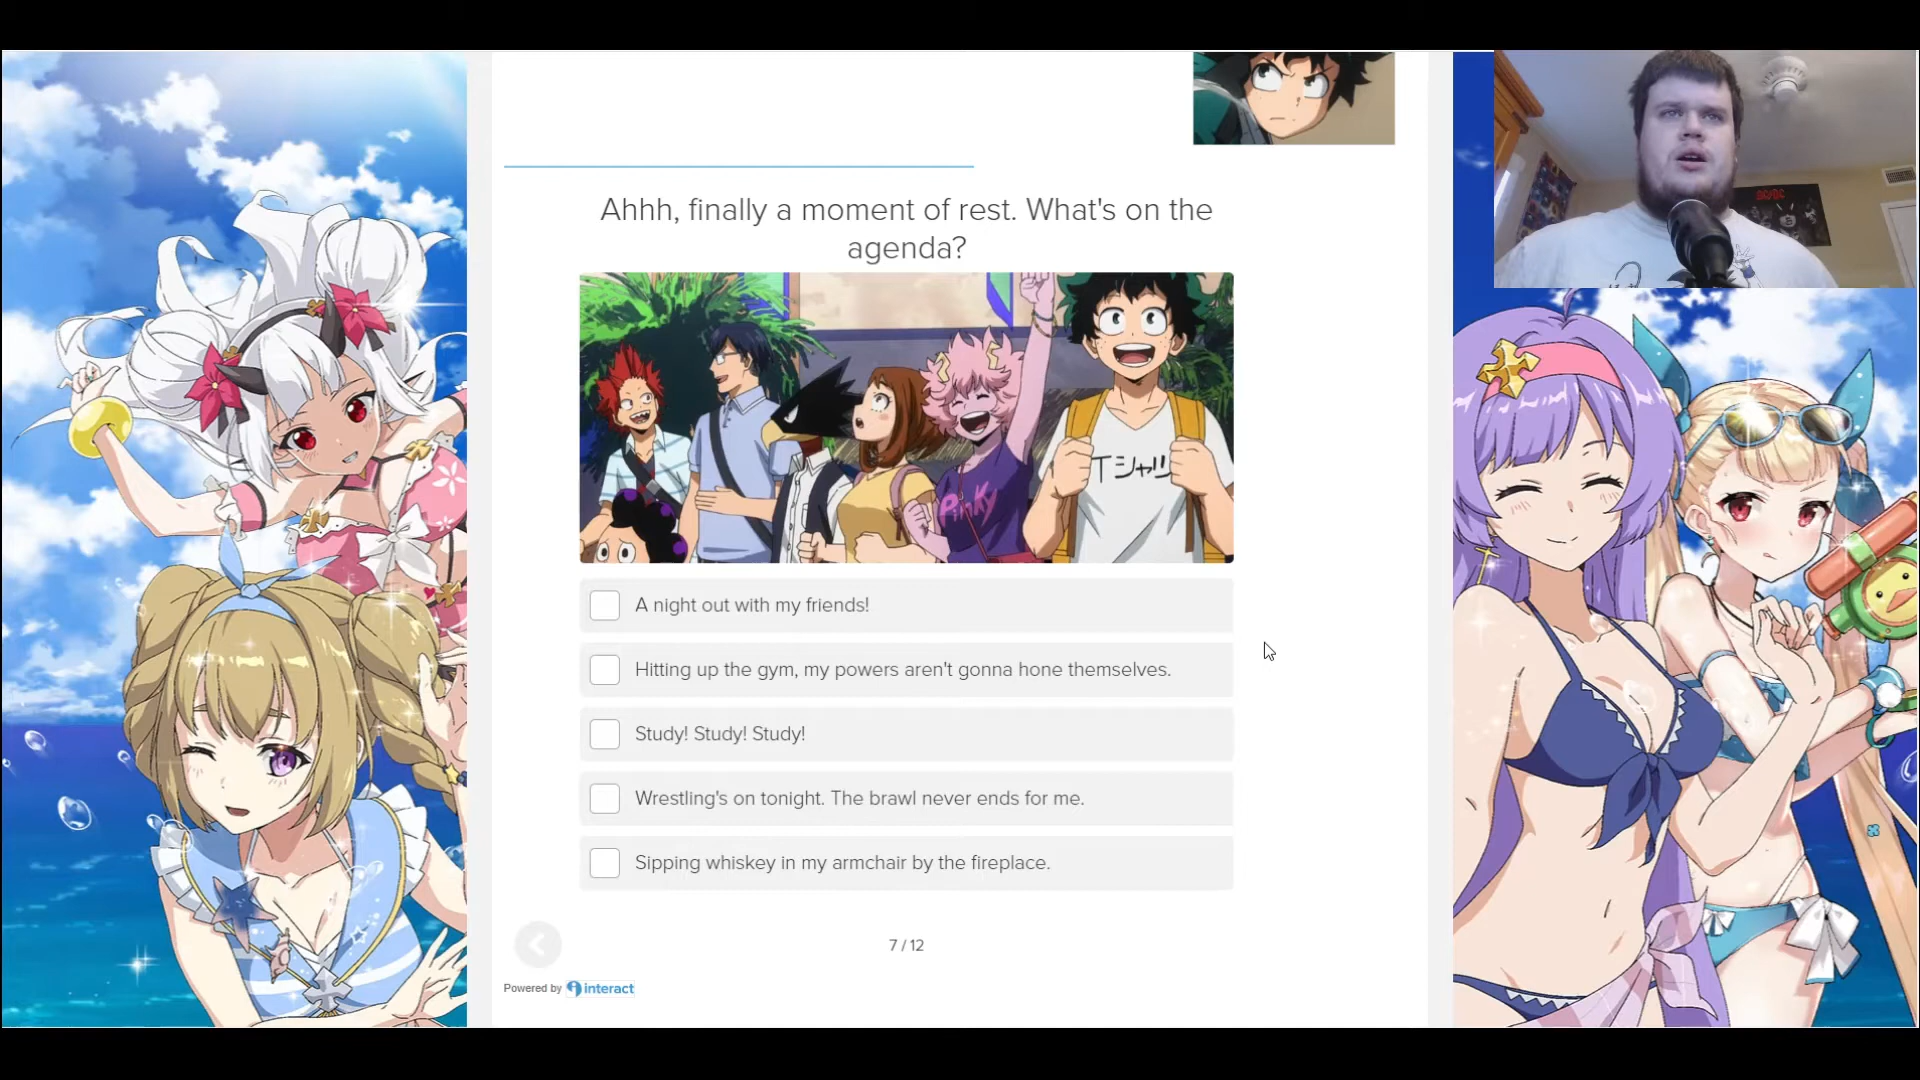 AC/DC
Ahhh, finally a moment of rest. What's on the
agenda?
Tシャツ
PiNKY
A night out with my friends!
Hitting up the gym, my powers aren't gonna hone themselves.
Study! Study! Study!
Wrestling's on tonight. The brawl never ends for me.
Sipping whiskey in my armchair by the fireplace.
7 / 12
Powered by interact